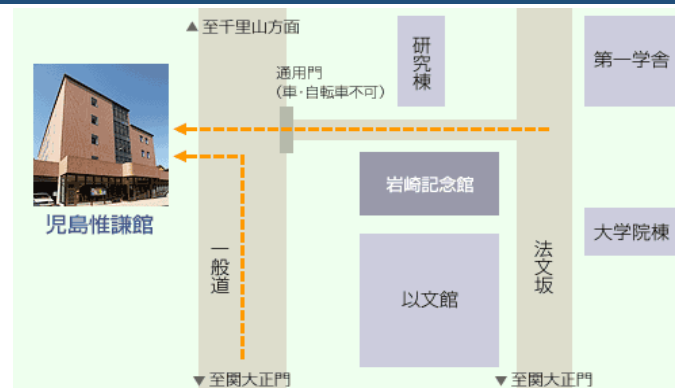 ▲至千里山方面
通用門
(車・自転車不可)
研究棟
第一学舎
岩崎記念館
児島惟謙館
一般道
以文館
法文坂
大学院棟
▼至関大正門
▼至関大正門